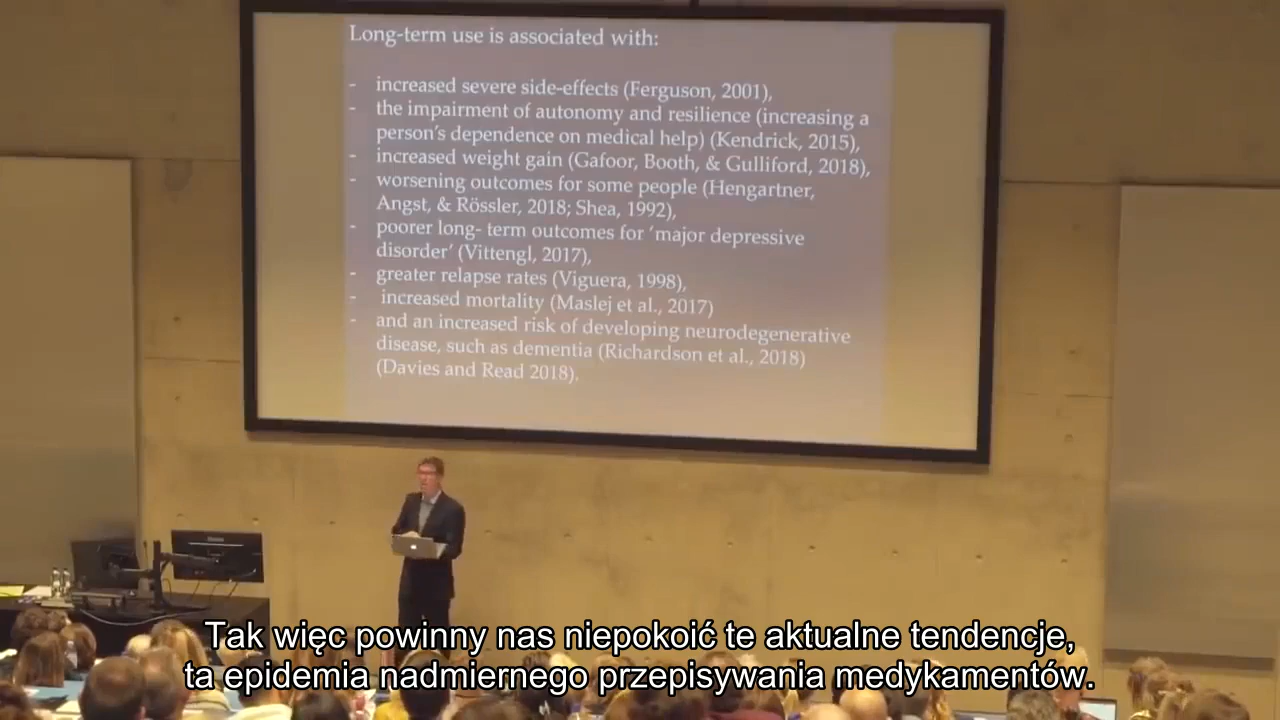 Long-term use is associated with:
- increased severe side-effects (Ferguson, 2001),
- the impairment of autonomy and resilience (increasing a
person's dependence on medical help) (Kendrick, 2015),
- increased weight gain (Gafoor, Booth, & Gulliford, 2018),
- worsening outcomes for some people (Hengartner,
Angst, & Rössler, 2018; Shea, 1992),
- poorer long- term outcomes for 'major depressive
disorder' (Vittengl, 2017),
- greater relapse rates (Viguera, 1998),
- increased mortality (Maslej et al., 2017)
- and an increased risk of developing neurodegenerative
disease, such as dementia (Richardson et al., 2018)
(Davies and Read 2018).
Tak więc powinny nas niepokoić te aktualne tendencje,
ta epidemia nadmiernego przepisywania medykamentów.